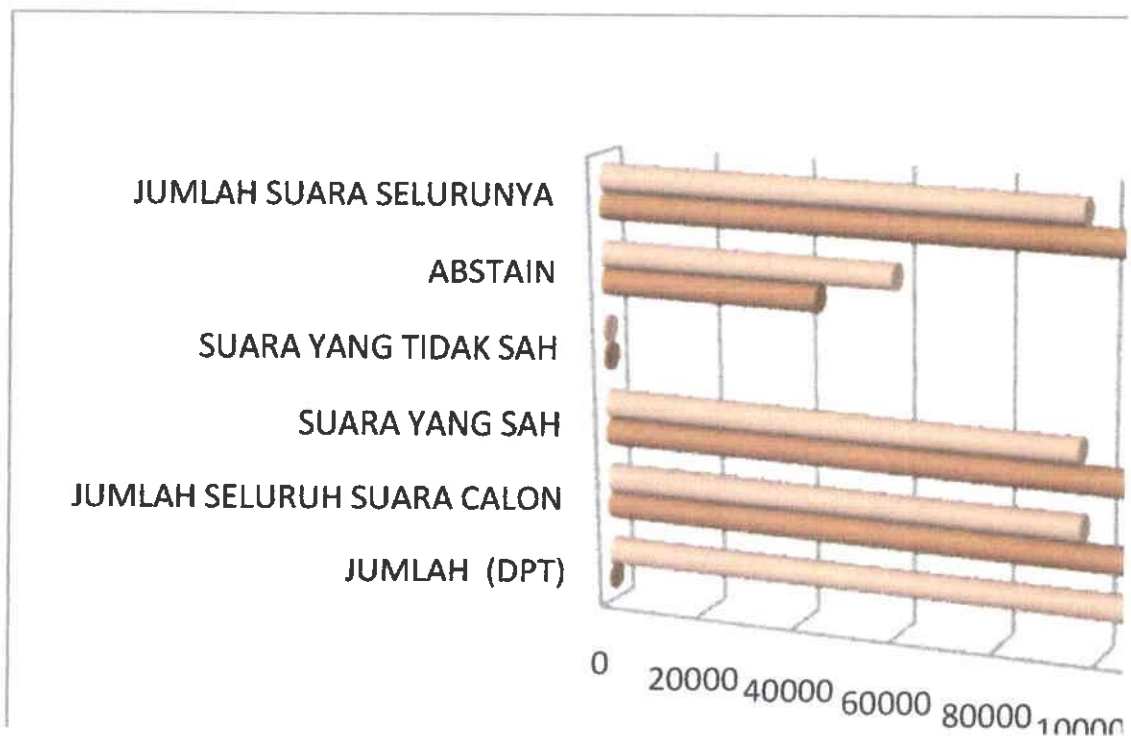 JUMLAH SUARA SELURUNYA
ABSTAIN
SUARA YANG TIDAK SAH
SUARA YANG SAH
JUMLAH SELURUH SUARA CALON
JUMLAH (DPT)
0 20000 40000 60000 80000